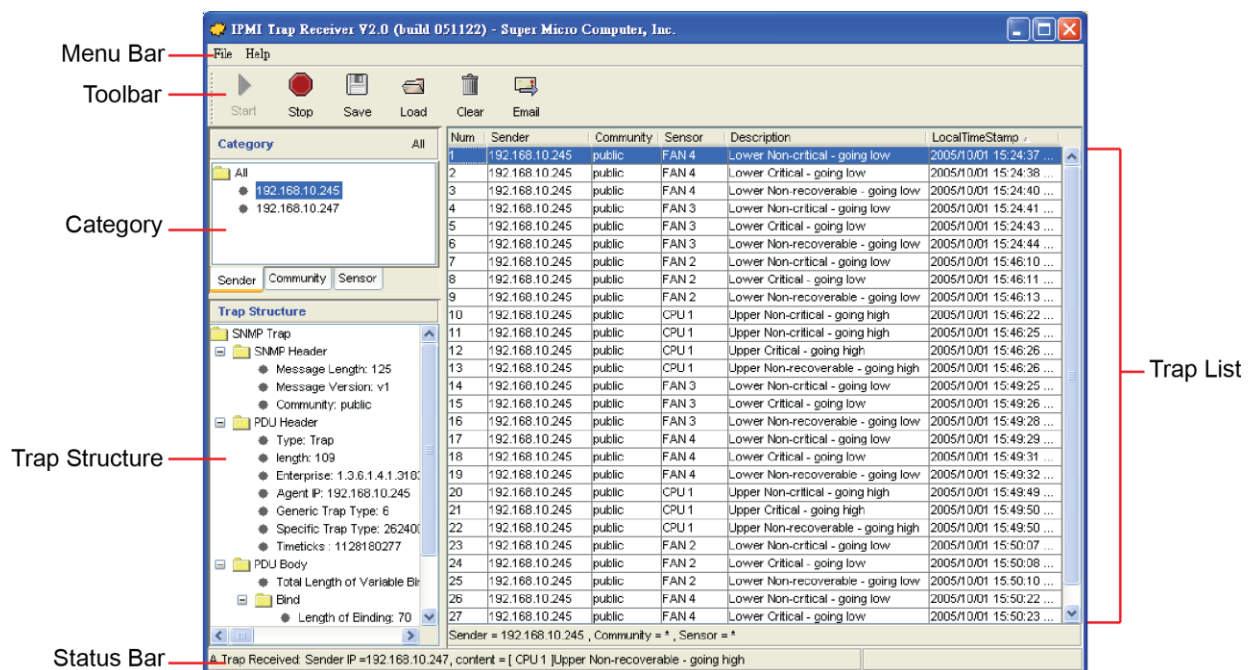 IPMI Trap Receiver V2.0 (build 051122) - Super Micro Computer, Inc.
Menu Bar
File Help
Toolbar
Start Stop Save Load Clear Email
Category All
All
192.168.10.245
192.168.10.247
Category
Sender Community Sensor
Trap Structure
SNMP Trap
SNMP Header
Message Length: 125
Message Version: v1
Community: public
PDU Header
Type: Trap
length: 109
Enterprise: 1.3.6.1.4.1.3183
Agent IP: 192.168.10.245
Generic Trap Type: 6
Specific Trap Type: 26240
Timeticks : 1128180277
PDU Body
Total Length of Variable Bin
Bind
Length of Binding: 70
Trap Structure
Num Sender Community Sensor Description LocalTimeStamp
1 192.168.10.245 public FAN 4 Lower Non-critical - going low 2005/10/01 15:24:37 ...
2 192.168.10.245 public FAN 4 Lower Critical - going low 2005/10/01 15:24:38 ...
3 192.168.10.245 public FAN 4 Lower Non-recoverable - going low 2005/10/01 15:24:40 ...
4 192.168.10.245 public FAN 3 Lower Non-critical - going low 2005/10/01 15:24:41 ...
5 192.168.10.245 public FAN 3 Lower Critical - going low 2005/10/01 15:24:43 ...
6 192.168.10.245 public FAN 3 Lower Non-recoverable - going low 2005/10/01 15:24:44 ...
7 192.168.10.245 public FAN 2 Lower Non-critical - going low 2005/10/01 15:46:10 ...
8 192.168.10.245 public FAN 2 Lower Critical - going low 2005/10/01 15:46:11 ...
9 192.168.10.245 public FAN 2 Lower Non-recoverable - going low 2005/10/01 15:46:13 ...
10 192.168.10.245 public CPU 1 Upper Non-critical - going high 2005/10/01 15:46:22 ...
11 192.168.10.245 public CPU 1 Upper Non-critical - going high 2005/10/01 15:46:25 ...
12 192.168.10.245 public CPU 1 Upper Critical - going high 2005/10/01 15:46:26 ...
13 192.168.10.245 public CPU 1 Upper Non-recoverable - going high 2005/10/01 15:46:26 ...
14 192.168.10.245 public FAN 3 Lower Non-critical - going low 2005/10/01 15:49:25 ...
15 192.168.10.245 public FAN 3 Lower Critical - going low 2005/10/01 15:49:26 ...
16 192.168.10.245 public FAN 3 Lower Non-recoverable - going low 2005/10/01 15:49:28 ...
17 192.168.10.245 public FAN 4 Lower Non-critical - going low 2005/10/01 15:49:29 ...
18 192.168.10.245 public FAN 4 Lower Critical - going low 2005/10/01 15:49:31 ...
19 192.168.10.245 public FAN 4 Lower Non-recoverable - going low 2005/10/01 15:49:32 ...
20 192.168.10.245 public CPU 1 Upper Non-critical - going high 2005/10/01 15:49:49 ...
21 192.168.10.245 public CPU 1 Upper Critical - going high 2005/10/01 15:49:50 ...
22 192.168.10.245 public CPU 1 Upper Non-recoverable - going high 2005/10/01 15:49:50 ...
23 192.168.10.245 public FAN 2 Lower Non-critical - going low 2005/10/01 15:50:07 ...
24 192.168.10.245 public FAN 2 Lower Critical - going low 2005/10/01 15:50:08 ...
25 192.168.10.245 public FAN 2 Lower Non-recoverable - going low 2005/10/01 15:50:10 ...
26 192.168.10.245 public FAN 4 Lower Non-critical - going low 2005/10/01 15:50:22 ...
27 192.168.10.245 public FAN 4 Lower Critical - going low 2005/10/01 15:50:23 ...
Trap List
Sender = 192.168.10.245 , Community = * , Sensor = *
Status Bar
A Trap Received: Sender IP =192.168.10.247, content = [ CPU 1 ]Upper Non-recoverable - going high